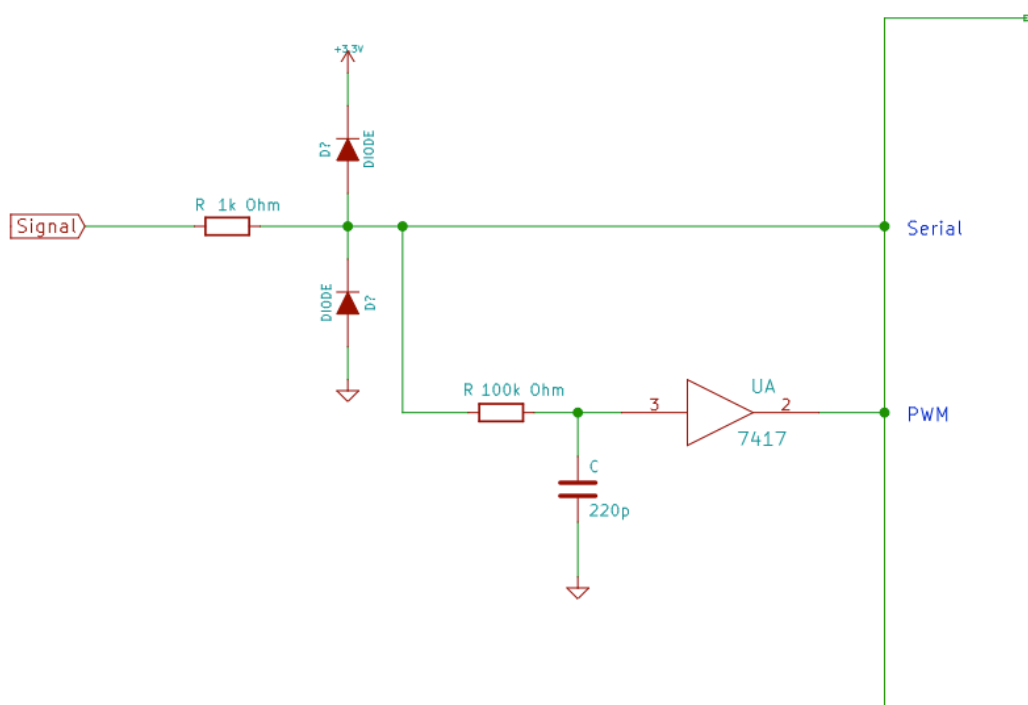 +3.3V
D?
DIODE
R 1k Ohm
Signal
Serial
DIODE
D?
R 100k Ohm
UA
3
2
7417
PWM
C
220p